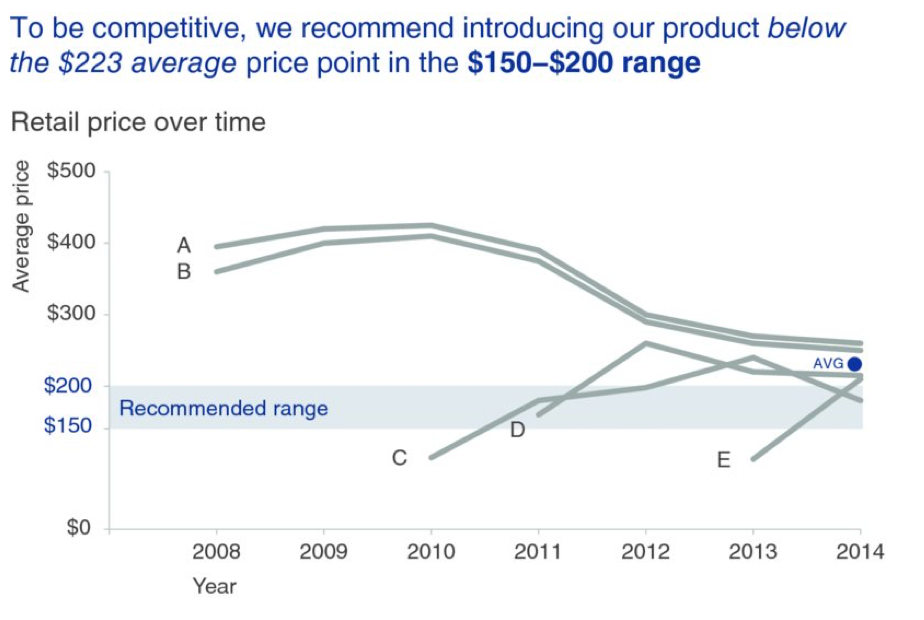 To be competitive, we recommend introducing our product below
the $223 average price point in the $150–$200 range
Retail price over time
Average price
$500
$400
$300
$200
$150
$0
A
B
C
D
E
AVG
Recommended range
2008 2009 2010 2011 2012 2013 2014
Year